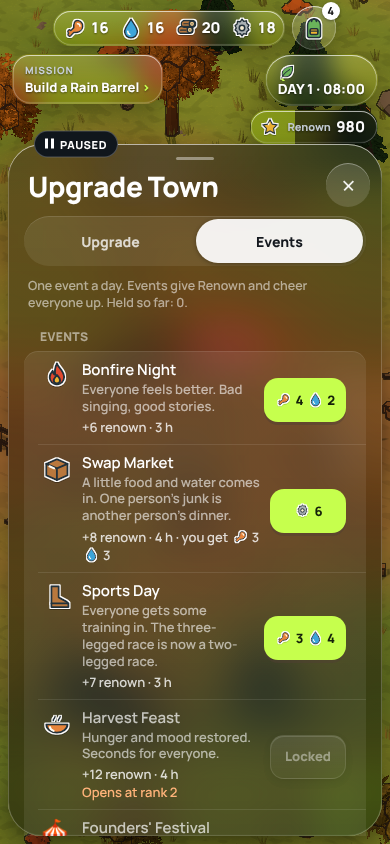 16 16 20 18 4
MISSION
Build a Rain Barrel ›
DAY 1 · 08:00
Renown 980
PAUSED
Upgrade Town
Upgrade Events
One event a day. Events give Renown and cheer
everyone up. Held so far: 0.
EVENTS
Bonfire Night
Everyone feels better. Bad
singing, good stories.
+6 renown · 3 h
4 2
Swap Market
A little food and water comes
in. One person's junk is
another person's dinner.
+8 renown · 4 h · you get 3
3
6
Sports Day
Everyone gets some
training in. The three-
legged race is now a two-
legged race.
+7 renown · 3 h
3 4
Harvest Feast
Hunger and mood restored.
Seconds for everyone.
+12 renown · 4 h
Opens at rank 2
Locked
Founders' Festival